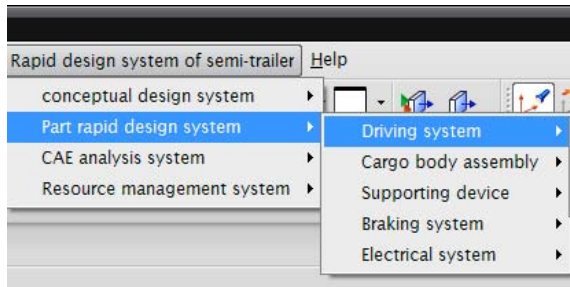 Rapid design system of semi-trailer Help
conceptual design system
Part rapid design system
CAE analysis system
Resource management system
Driving system
Cargo body assembly
Supporting device
Braking system
Electrical system